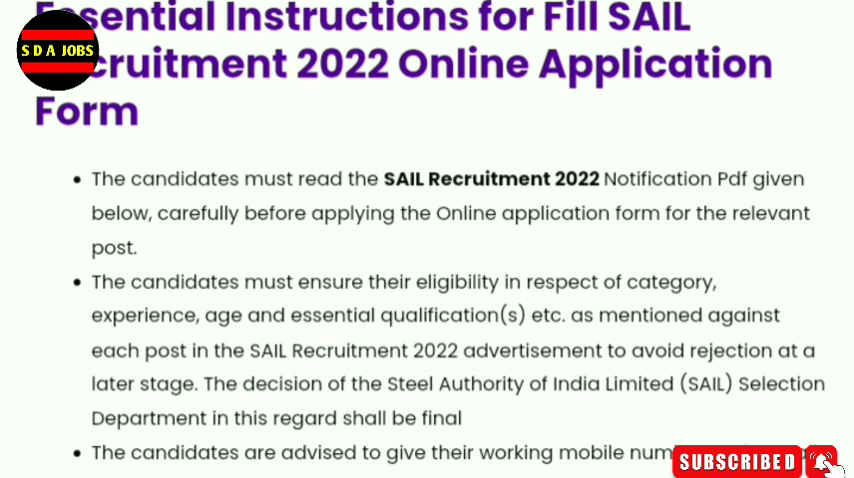 Essential Instructions for Fill SAIL
S D A JOBS
Recruitment 2022 Online Application
Form
• The candidates must read the SAIL Recruitment 2022 Notification Pdf given
below, carefully before applying the Online application form for the relevant
post.
• The candidates must ensure their eligibility in respect of category,
experience, age and essential qualification(s) etc. as mentioned against
each post in the SAIL Recruitment 2022 advertisement to avoid rejection at a
later stage. The decision of the Steel Authority of India Limited (SAIL) Selection
Department in this regard shall be final
• The candidates are advised to give their working mobile
SUBSCRIBED